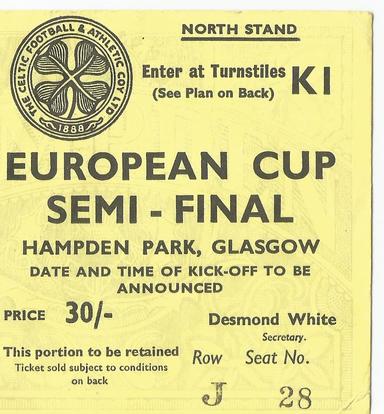 THE CELTIC FOOTBALL & ATHLETIC COY LTD
1888
NORTH STAND
Enter at Turnstiles K1
(See Plan on Back)
EUROPEAN CUP
SEMI - FINAL
HAMPDEN PARK, GLASGOW
DATE AND TIME OF KICK-OFF TO BE
ANNOUNCED
PRICE 30/-
Desmond White
Secretary.
This portion to be retained
Ticket sold subject to conditions
on back
Row Seat No.
J 28